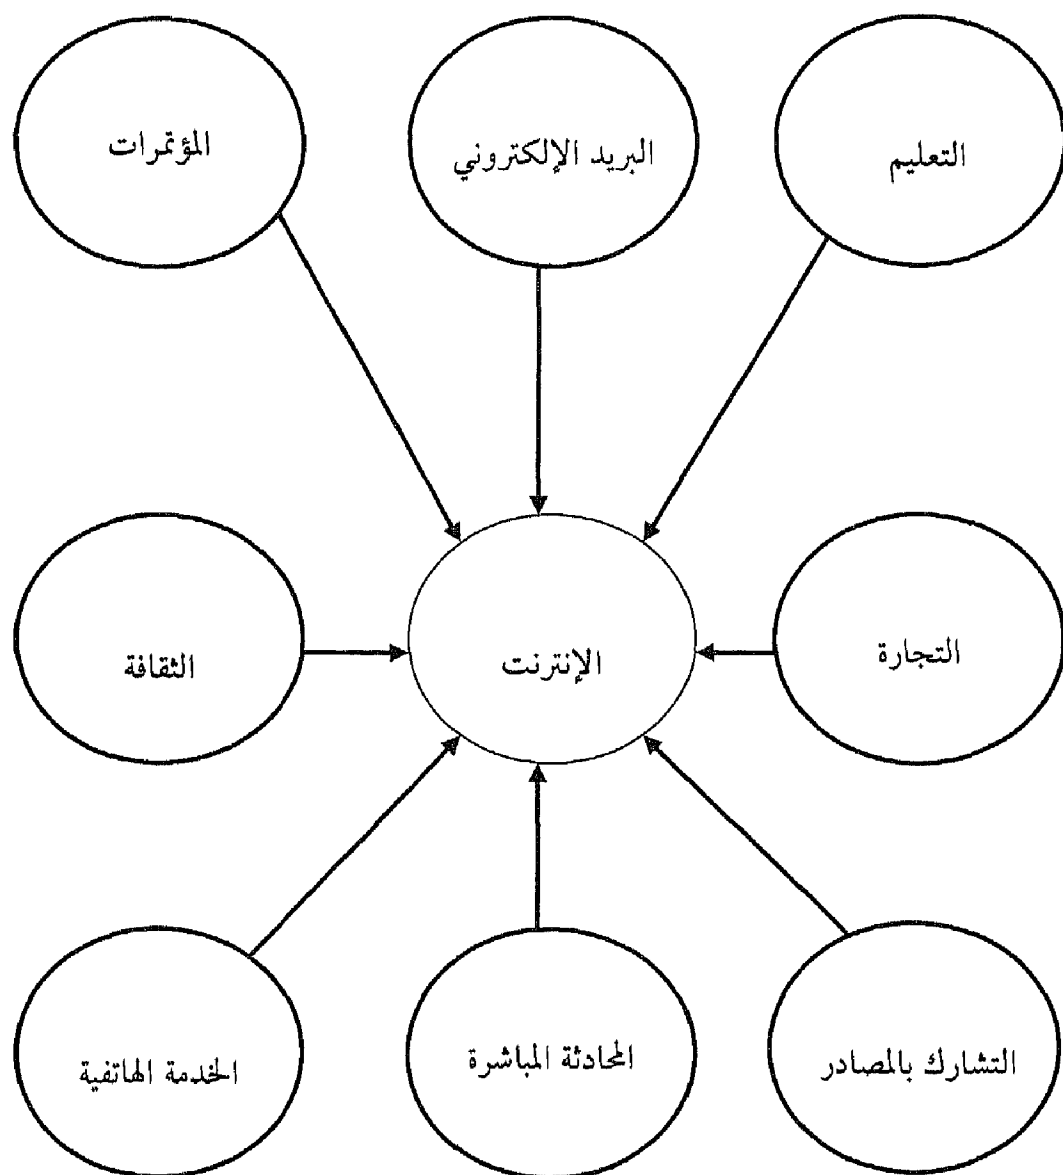 التعليم
البريد الإلكتروني
المؤتمرات
التجارة
الإنترنت
الثقافة
التشارك بالمصادر
المحادثة المباشرة
الخدمة الهاتفية